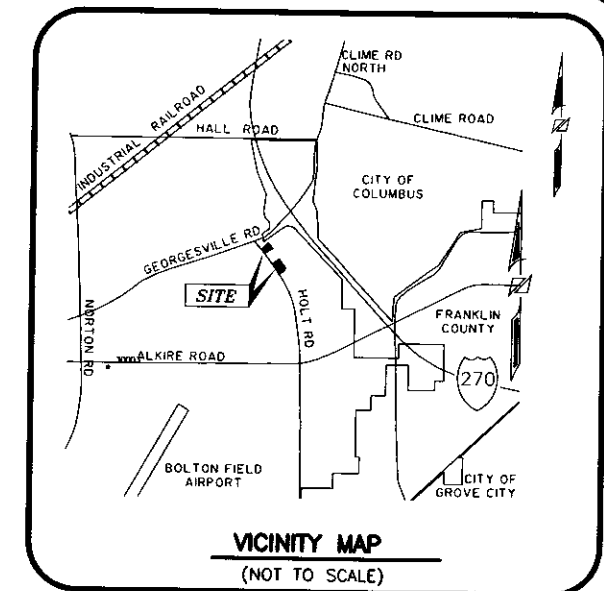 CLIME RD
NORTH
INDUSTRIAL RAILROAD
CLIME ROAD
HALL ROAD
CITY OF
COLUMBUS
GEORGESVILLE RD
SITE
HOLT RD
NORTON RD
FRANKLIN
COUNTY
ALKIRE ROAD
270
BOLTON FIELD
AIRPORT
CITY OF
GROVE CITY
VICINITY MAP
(NOT TO SCALE)